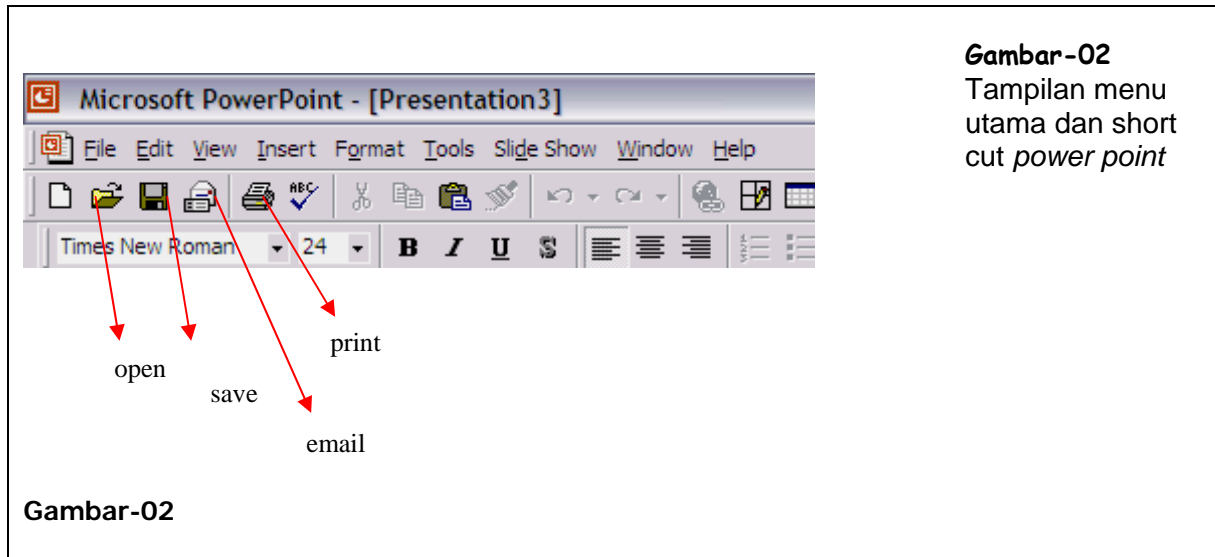 Gambar-02
Tampilan menu
utama dan short
cut power point
Microsoft PowerPoint - [Presentation3]
File Edit View Insert Format Tools Slide Show Window Help
ABC
Times New Roman 24 B I U S
print
open
save
email
Gambar-02